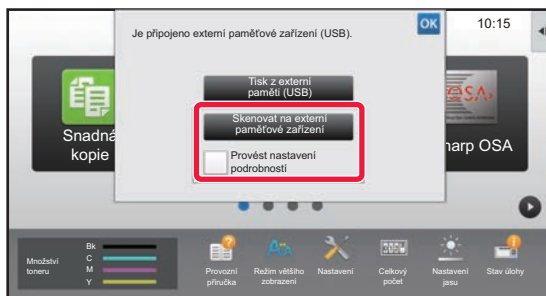 Je připojeno externí paměťové zařízení (USB).
OK
10:15
Tisk z externí
paměti (USB)
Skenovat na externí
paměťové zařízení
Provést nastavení
podrobností
Snadná
kopie
harp OSA
Množství
toneru
Bk
C
M
Y
Provozní
příručka
Režim většího
zobrazení
Nastavení
Celkový
počet
Nastavení
jasu
Stav úlohy